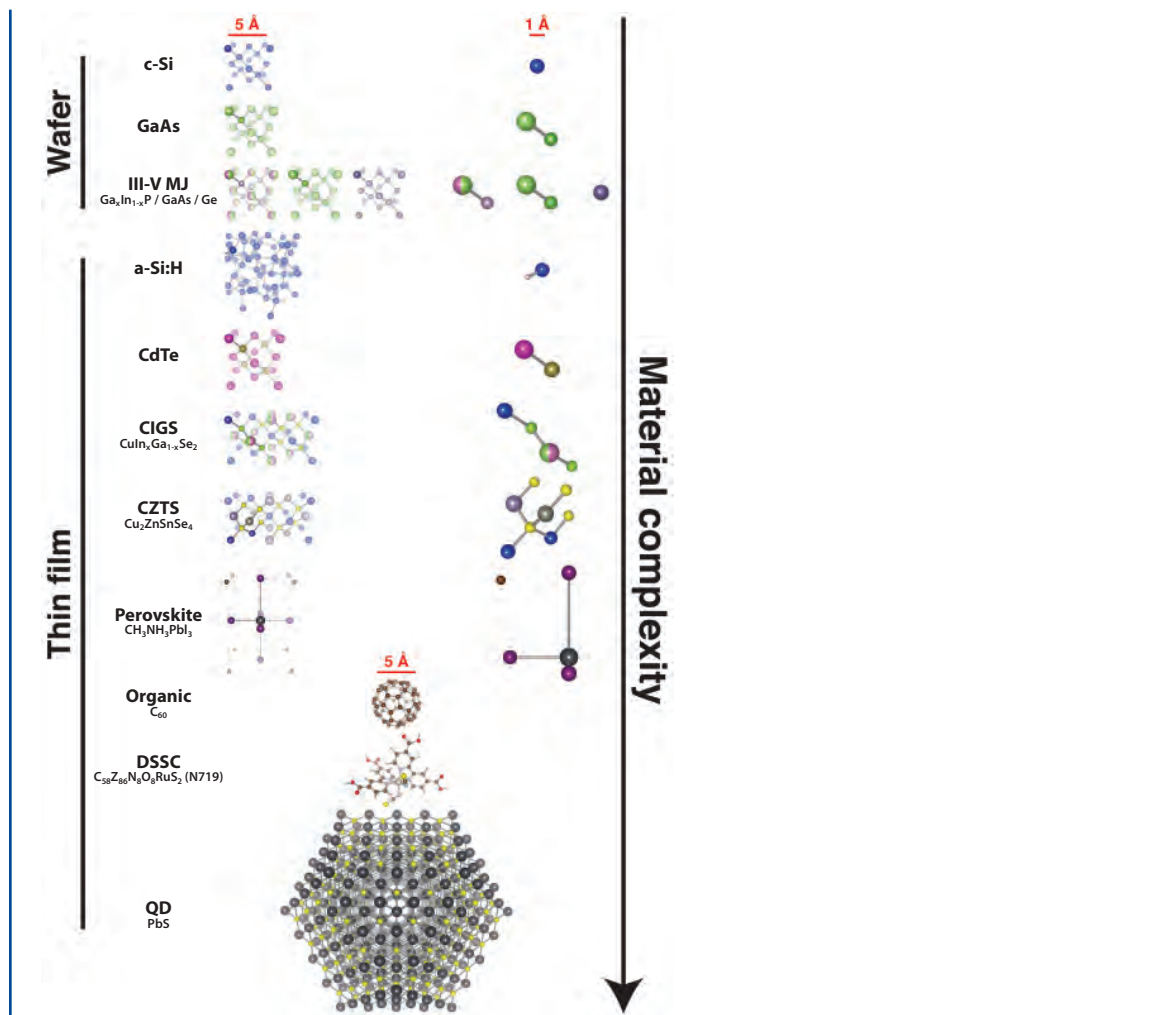 5 Å
1 Å
Wafer
c-Si
GaAs
III-V MJ
GaₓIn₁₋ₓP / GaAs / Ge
Thin film
a-Si:H
CdTe
CIGS
CuInₓGa₁₋ₓSe₂
CZTS
Cu₂ZnSnSe₄
Perovskite
CH₃NH₃PbI₃
5 Å
Organic
C₆₀
DSSC
C₅₈Z₈₆N₈O₈RuS₂ (N719)
QD
PbS
Material complexity